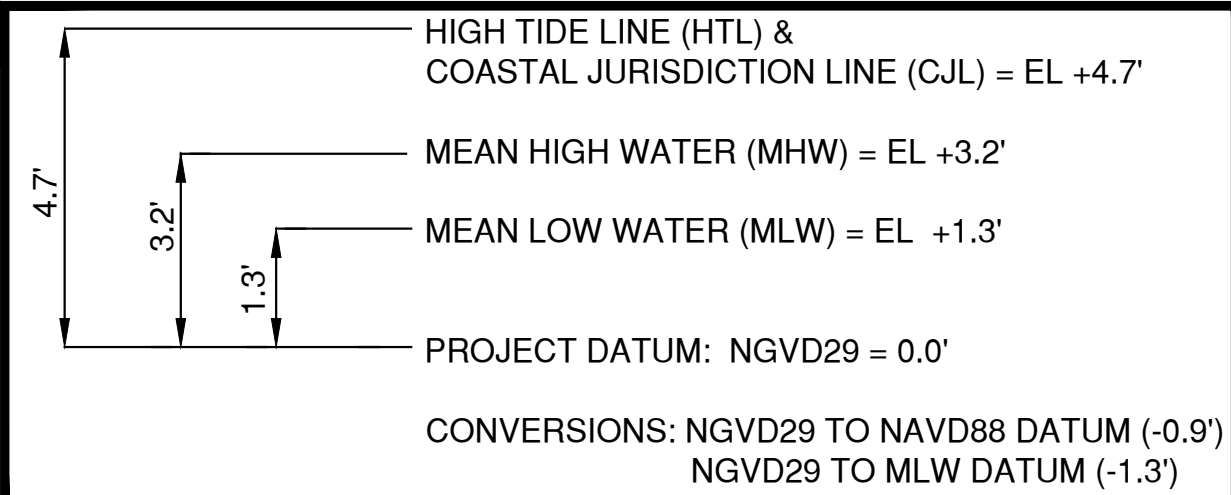 HIGH TIDE LINE (HTL) &
COASTAL JURISDICTION LINE (CJL) = EL +4.7'
MEAN HIGH WATER (MHW) = EL +3.2'
4.7'
3.2'
MEAN LOW WATER (MLW) = EL +1.3'
1.3'
PROJECT DATUM: NGVD29 = 0.0'
CONVERSIONS: NGVD29 TO NAVD88 DATUM (-0.9')
NGVD29 TO MLW DATUM (-1.3')